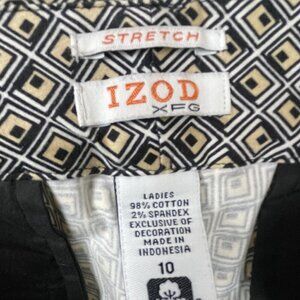 STRETCH
IZOD
XFG
LADIES
98% COTTON
2% SPANDEX
EXCLUSIVE OF
DECORATION
MADE IN
INDONESIA
10